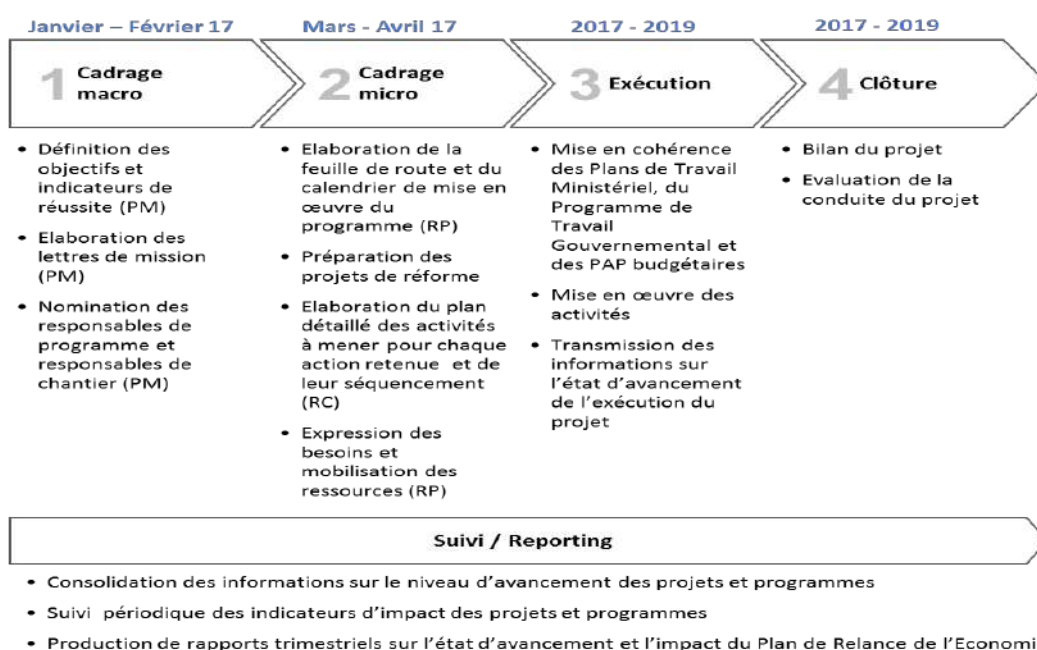 Janvier – Février 17
Mars - Avril 17
2017 - 2019
2017 - 2019
1 Cadrage
macro
2 Cadrage
micro
3 Exécution
4 Clôture
• Définition des
objectifs et
indicateurs de
réussite (PM)
• Elaboration des
lettres de mission
(PM)
• Nomination des
responsables de
programme et
responsables de
chantier (PM)
• Elaboration de la
feuille de route et du
calendrier de mise en
œuvre du
programme (RP)
• Préparation des
projets de réforme
• Elaboration du plan
détaillé des activités
à mener pour chaque
action retenue et de
leur séquencement
(RC)
• Expression des
besoins et
mobilisation des
ressources (RP)
• Mise en cohérence
des Plans de Travail
Ministériel, du
Programme de
Travail
Gouvernemental et
des PAP budgétaires
• Mise en œuvre des
activités
• Transmission des
informations sur
l'état d'avancement
de l'exécution du
projet
• Bilan du projet
• Evaluation de la
conduite du projet
Suivi / Reporting
• Consolidation des informations sur le niveau d'avancement des projets et programmes
• Suivi périodique des indicateurs d'impact des projets et programmes
• Production de rapports trimestriels sur l'état d'avancement et l'impact du Plan de Relance de l'Economi